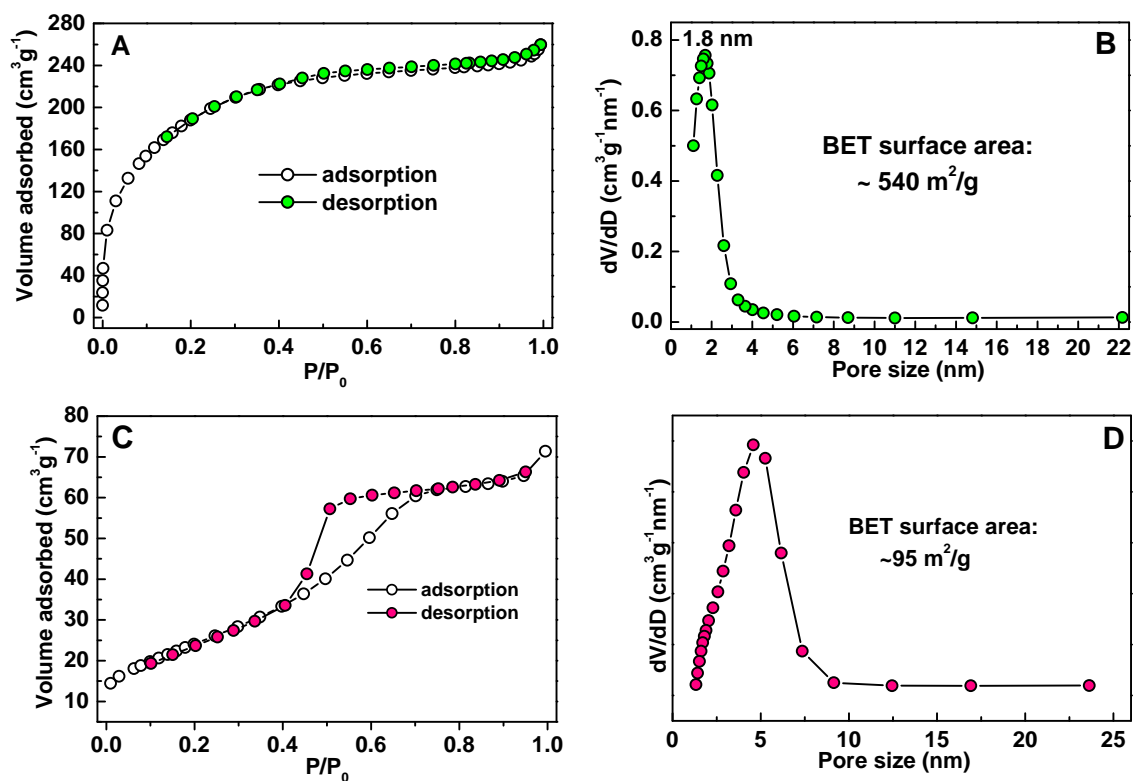 A
Volume adsorbed (cm³g⁻¹)
280
240
200
160
120
80
40
0
adsorption
desorption
0.0 0.2 0.4 0.6 0.8 1.0
P/P₀
B
1.8 nm
dV/dD (cm³g⁻¹nm⁻¹)
0.8
0.6
0.4
0.2
0.0
BET surface area:
~ 540 m²/g
0 2 4 6 8 10 12 14 16 18 20 22
Pore size (nm)
C
Volume adsorbed (cm³g⁻¹)
80
70
60
50
40
30
20
10
adsorption
desorption
0.0 0.2 0.4 0.6 0.8 1.0
P/P₀
D
dV/dD (cm³g⁻¹nm⁻¹)
BET surface area:
~95 m²/g
0 5 10 15 20 25
Pore size (nm)